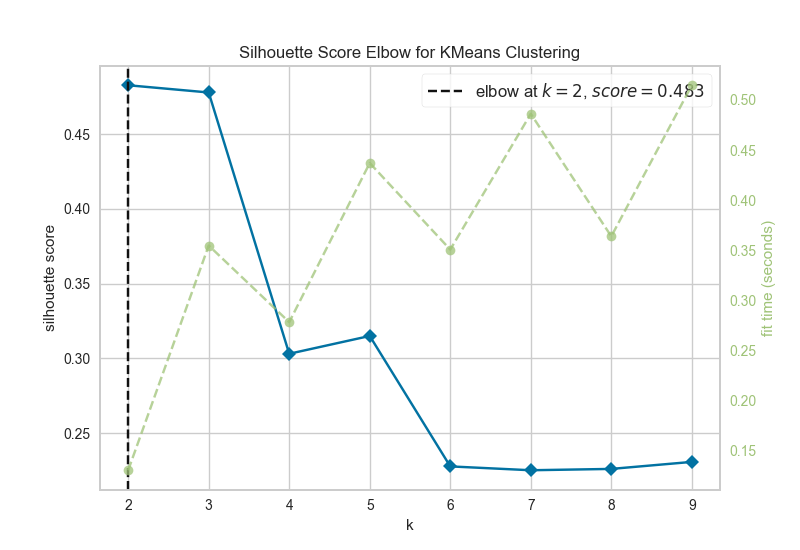 Silhouette Score Elbow for KMeans Clustering
elbow at k = 2, score = 0.483
silhouette score
0.45
0.40
0.35
0.30
0.25
0.50
0.45
0.40
0.35
0.30
0.25
0.20
0.15
fit time (seconds)
2 3 4 5 6 7 8 9
k